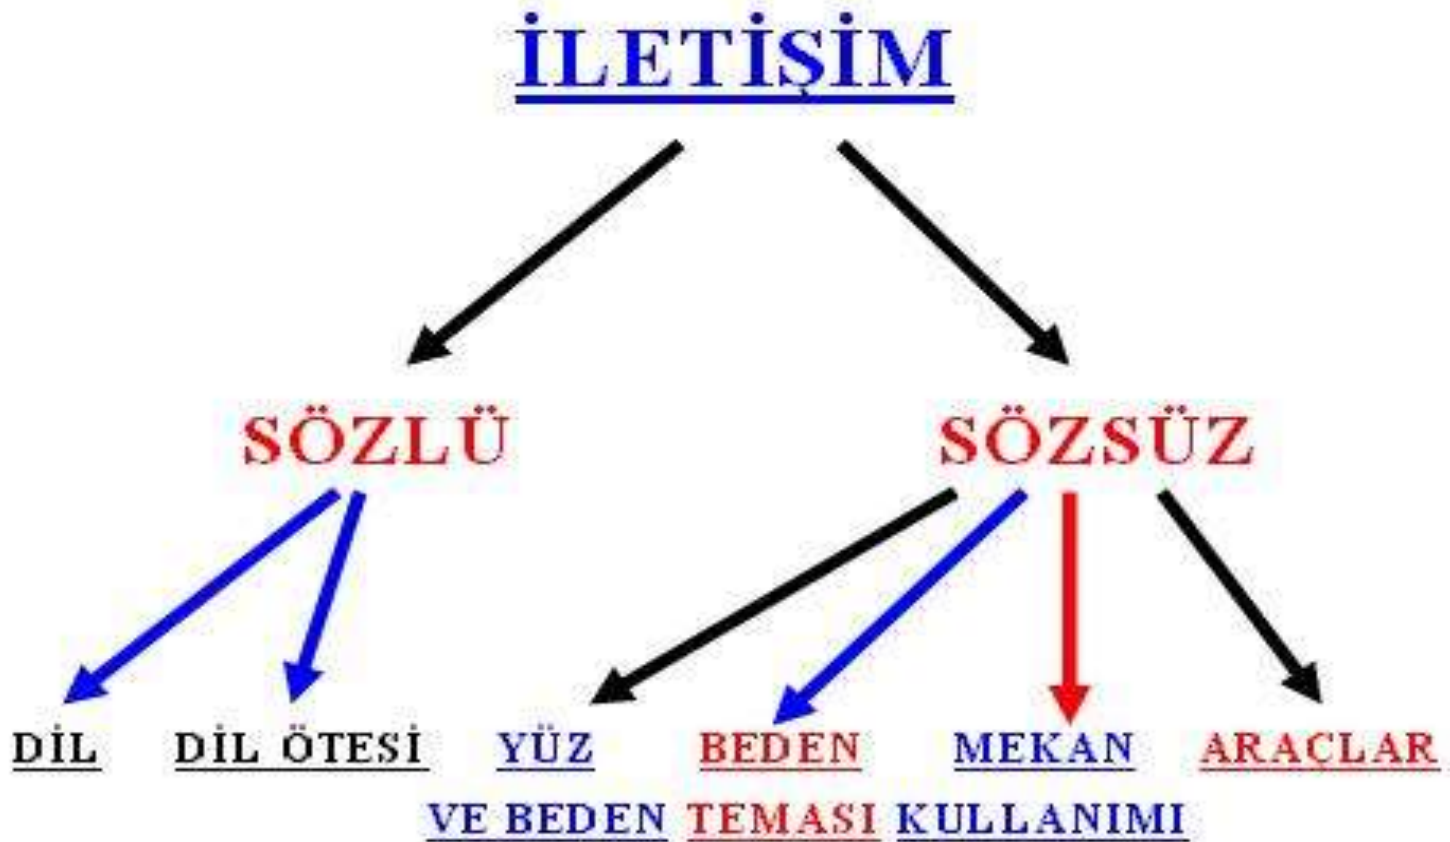 İLETİŞİM
SÖZLÜ SÖZSÜZ
DİL DİL ÖTESİ YÜZ BEDEN MEKAN ARAÇLAR
VE BEDEN TEMASI KULLANIMI